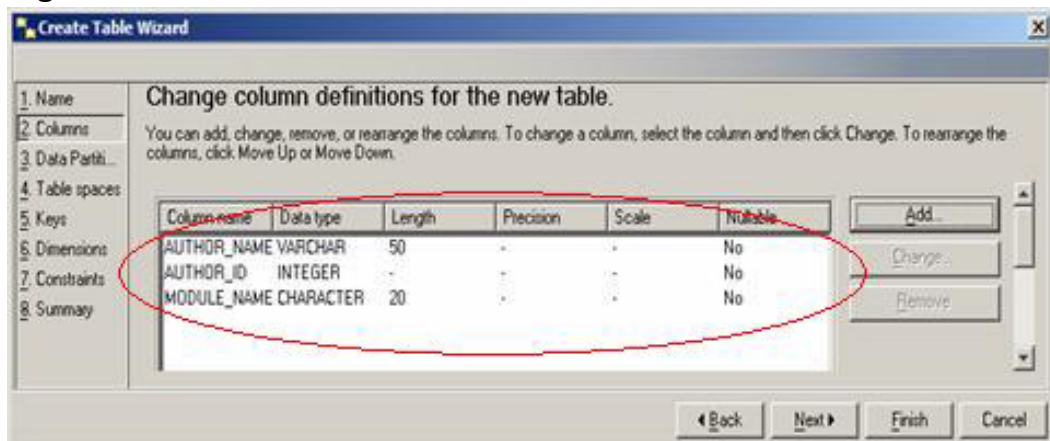 Create Table Wizard
1. Name
2. Columns
3. Data Partiti...
4. Table spaces
5. Keys
6. Dimensions
7. Constraints
8. Summary
Change column definitions for the new table.
You can add, change, remove, or rearrange the columns. To change a column, select the column and then click Change. To rearrange the
columns, click Move Up or Move Down.
Column name Data type Length Precision Scale Nullable
AUTHOR_NAME VARCHAR 50 - - No
AUTHOR_ID INTEGER - - - No
MODULE_NAME CHARACTER 20 - - No
Add...
Change...
Remove
Back Next Finish Cancel